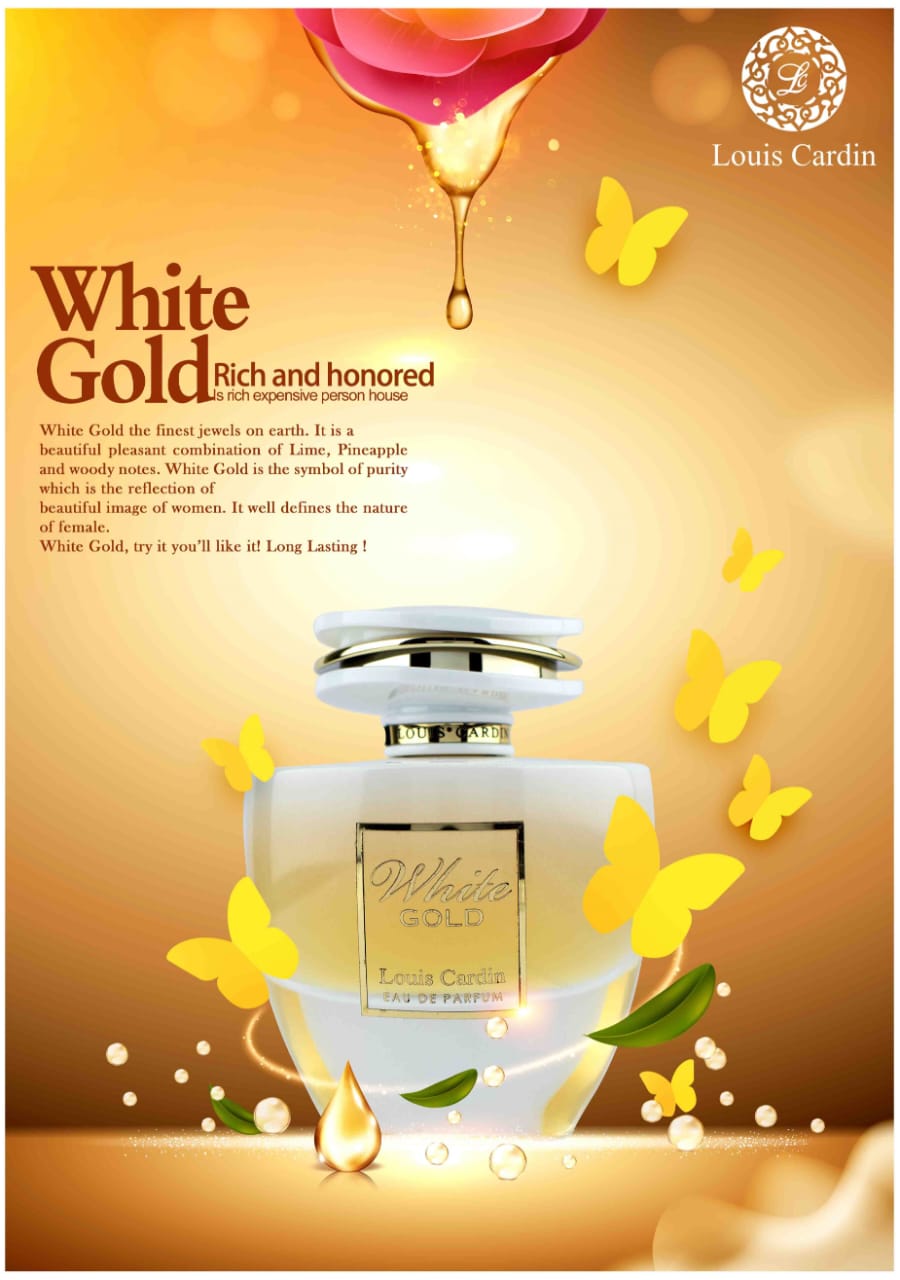 Lc
Louis Cardin
White
Gold
Rich and honored
Is rich expensive person house
White Gold the finest jewels on earth. It is a
beautiful pleasant combination of Lime, Pineapple
and woody notes. White Gold is the symbol of purity
which is the reflection of
beautiful image of women. It well defines the nature
of female.
White Gold, try it you’ll like it! Long Lasting !
LOUIS CARDIN
White
GOLD
Louis Cardin
EAU DE PARFUM